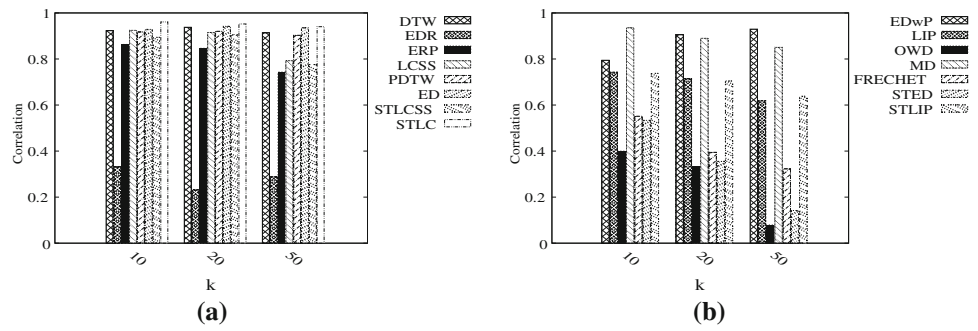 1
0.8
0.6
0.4
0.2
0
Correlation
10
20
50
k
DTW
EDR
ERP
LCSS
PDTW
ED
STLCSS
STLC
(a)
1
0.8
0.6
0.4
0.2
0
Correlation
10
20
50
k
EDwP
LIP
OWD
MD
FRECHET
STED
STLIP
(b)